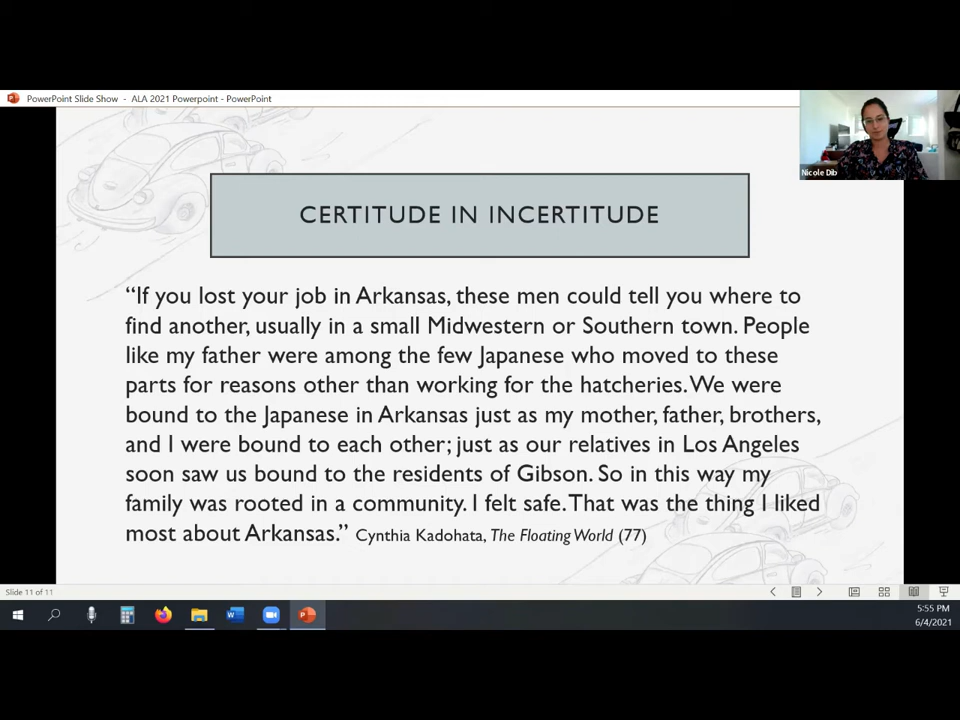 PowerPoint Slide Show - ALA 2021 Powerpoint - PowerPoint
Nicole Dib
CERTITUDE IN INCERTITUDE
“If you lost your job in Arkansas, these men could tell you where to
find another, usually in a small Midwestern or Southern town. People
like my father were among the few Japanese who moved to these
parts for reasons other than working for the hatcheries. We were
bound to the Japanese in Arkansas just as my mother, father, brothers,
and I were bound to each other; just as our relatives in Los Angeles
soon saw us bound to the residents of Gibson. So in this way my
family was rooted in a community. I felt safe. That was the thing I liked
most about Arkansas.” Cynthia Kadohata, The Floating World (77)
Slide 11 of 11
5:55 PM
6/4/2021